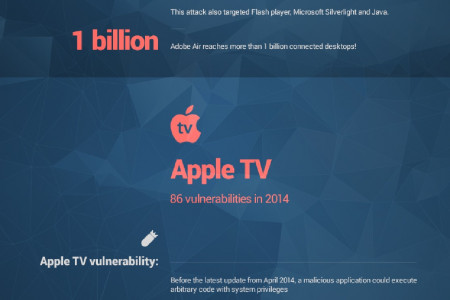 This attack also targeted Flash player, Microsoft Silverlight and Java.
1 billion
Adobe Air reaches more than 1 billion connected desktops!
tv
Apple TV
86 vulnerabilities in 2014
Apple TV vulnerability:
Before the latest update from April 2014, a malicious application could execute
arbitrary code with system privileges